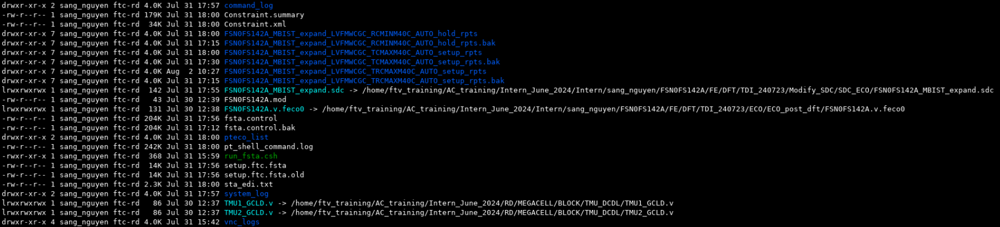 drwxr-xr-x 2 sang_nguyen ftc-rd 4.0K Jul 31 17:57 command_log
-rw-r--r-- 1 sang_nguyen ftc-rd 179K Jul 31 18:00 Constraint.summary
-rw-r--r-- 1 sang_nguyen ftc-rd  34K Jul 31 18:00 Constraint.xml
drwxr-xr-x 7 sang_nguyen ftc-rd 4.0K Jul 31 18:00 FSN0FS142A_MBIST_expand_LVFMWCGC_RCMINM40C_AUTO_hold_rpts
drwxr-xr-x 7 sang_nguyen ftc-rd 4.0K Jul 31 17:15 FSN0FS142A_MBIST_expand_LVFMWCGC_RCMINM40C_AUTO_hold_rpts.bak
drwxr-xr-x 7 sang_nguyen ftc-rd 4.0K Jul 31 18:00 FSN0FS142A_MBIST_expand_LVFMWCGC_TCMAXM40C_AUTO_setup_rpts
drwxr-xr-x 7 sang_nguyen ftc-rd 4.0K Jul 31 17:30 FSN0FS142A_MBIST_expand_LVFMWCGC_TCMAXM40C_AUTO_setup_rpts.bak
drwxr-xr-x 7 sang_nguyen ftc-rd 4.0K Aug  2 10:27 FSN0FS142A_MBIST_expand_LVFMWCGC_TRCMAXM40C_AUTO_setup_rpts
drwxr-xr-x 7 sang_nguyen ftc-rd 4.0K Jul 31 17:15 FSN0FS142A_MBIST_expand_LVFMWCGC_TRCMAXM40C_AUTO_setup_rpts.bak
lrwxrwxrwx 1 sang_nguyen ftc-rd  142 Jul 31 17:55 FSN0FS142A_MBIST_expand.sdc -> /home/ftv_training/AC_training/Intern_June_2024/Intern/sang_nguyen/FSN0FS142A/FE/DFT/TDI_240723/Modify_SDC/SDC_ECO/FSN0FS142A_MBIST_expand.sdc
-rw-r--r-- 1 sang_nguyen ftc-rd   43 Jul 30 12:39 FSN0FS142A.mod
lrwxrwxrwx 1 sang_nguyen ftc-rd  131 Jul 30 12:38 FSN0FS142A.v.feco0 -> /home/ftv_training/AC_training/Intern_June_2024/Intern/sang_nguyen/FSN0FS142A/FE/DFT/TDI_240723/ECO/ECO_post_dft/FSN0FS142A.v.feco0
-rw-r--r-- 1 sang_nguyen ftc-rd 204K Jul 31 17:56 fsta.control
-rw-r--r-- 1 sang_nguyen ftc-rd 204K Jul 31 17:12 fsta.control.bak
drwxr-xr-x 2 sang_nguyen ftc-rd 4.0K Jul 31 18:00 pteco_list
-rw-r--r-- 1 sang_nguyen ftc-rd 242K Jul 31 18:00 pt_shell_command.log
-rwxr-xr-x 1 sang_nguyen ftc-rd  368 Jul 31 15:59 run_fsta.csh
-rw-r--r-- 1 sang_nguyen ftc-rd  14K Jul 31 17:56 setup.ftc.fsta
-rw-r--r-- 1 sang_nguyen ftc-rd  14K Jul 31 17:56 setup.ftc.fsta.old
-rw-r--r-- 1 sang_nguyen ftc-rd 2.3K Jul 31 18:00 sta_edi.txt
drwxr-xr-x 2 sang_nguyen ftc-rd 4.0K Jul 31 17:57 system_log
lrwxrwxrwx 1 sang_nguyen ftc-rd   86 Jul 30 12:37 TMU1_GCLD.v -> /home/ftv_training/AC_training/Intern_June_2024/RD/MEGACELL/BLOCK/TMU_DCDL/TMU1_GCLD.v
lrwxrwxrwx 1 sang_nguyen ftc-rd   86 Jul 30 12:37 TMU2_GCLD.v -> /home/ftv_training/AC_training/Intern_June_2024/RD/MEGACELL/BLOCK/TMU_DCDL/TMU2_GCLD.v
drwxr-xr-x 4 sang_nguyen ftc-rd 4.0K Jul 31 15:42 vnc_logs